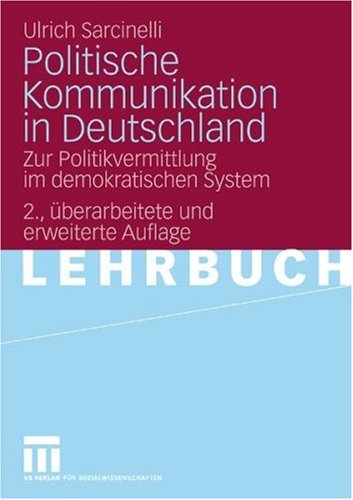 Ulrich Sarcinelli
Politische
Kommunikation
in Deutschland
Zur Politikvermittlung
im demokratischen System
2., überarbeitete und
erweiterte Auflage
LEHRBUCH
VS VERLAG FÜR SOZIALWISSENSCHAFTEN